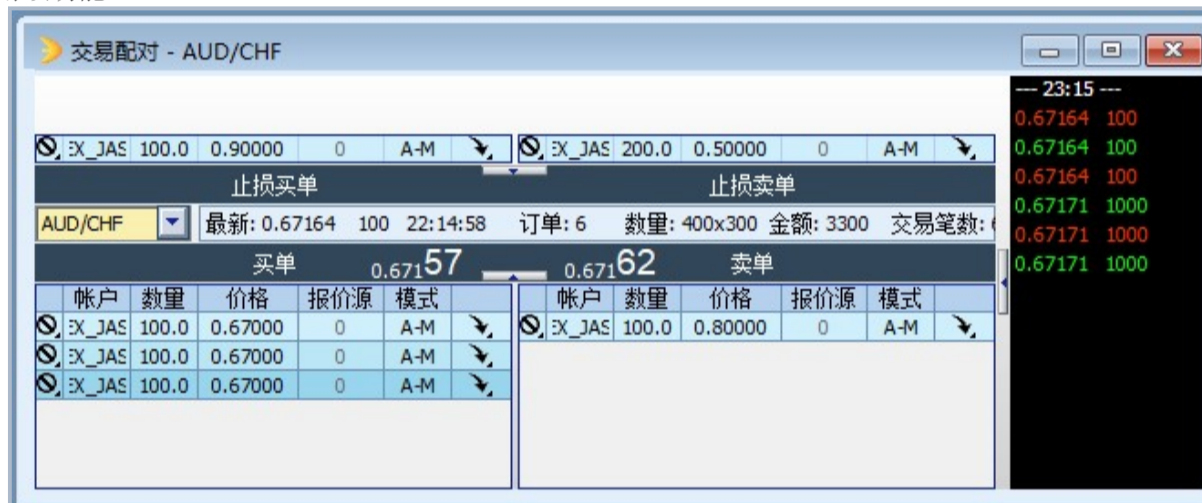 交易配对 - AUD/CHF
EX_JAS 100.0 0.90000 0 A-M
EX_JAS 200.0 0.50000 0 A-M
止损买单 止损卖单
AUD/CHF 最新: 0.67164 100 22:14:58 订单: 6 数量: 400x300 金额: 3300 交易笔数:
买单 0.67157 0.67162 卖单
帐户 数量 价格 报价源 模式
帐户 数量 价格 报价源 模式
EX_JAS 100.0 0.67000 0 A-M
EX_JAS 100.0 0.80000 0 A-M
EX_JAS 100.0 0.67000 0 A-M
EX_JAS 100.0 0.67000 0 A-M
--- 23:15 ---
0.67164 100
0.67164 100
0.67164 100
0.67171 1000
0.67171 1000
0.67171 1000